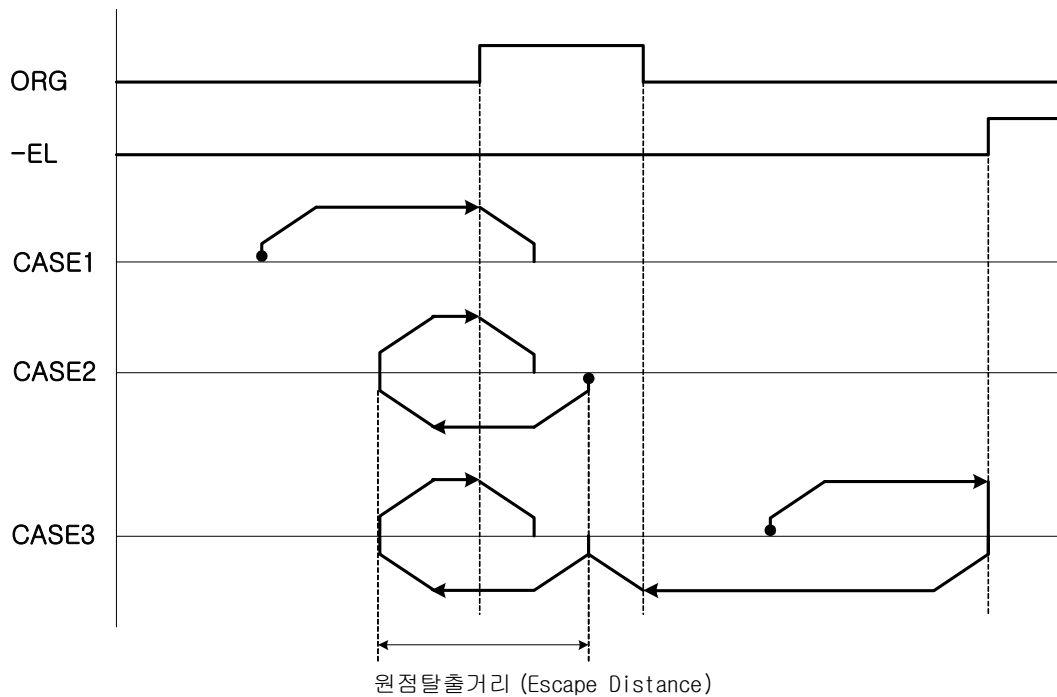 ORG
-EL
CASE1
CASE2
CASE3
원점탈출거리 (Escape Distance)